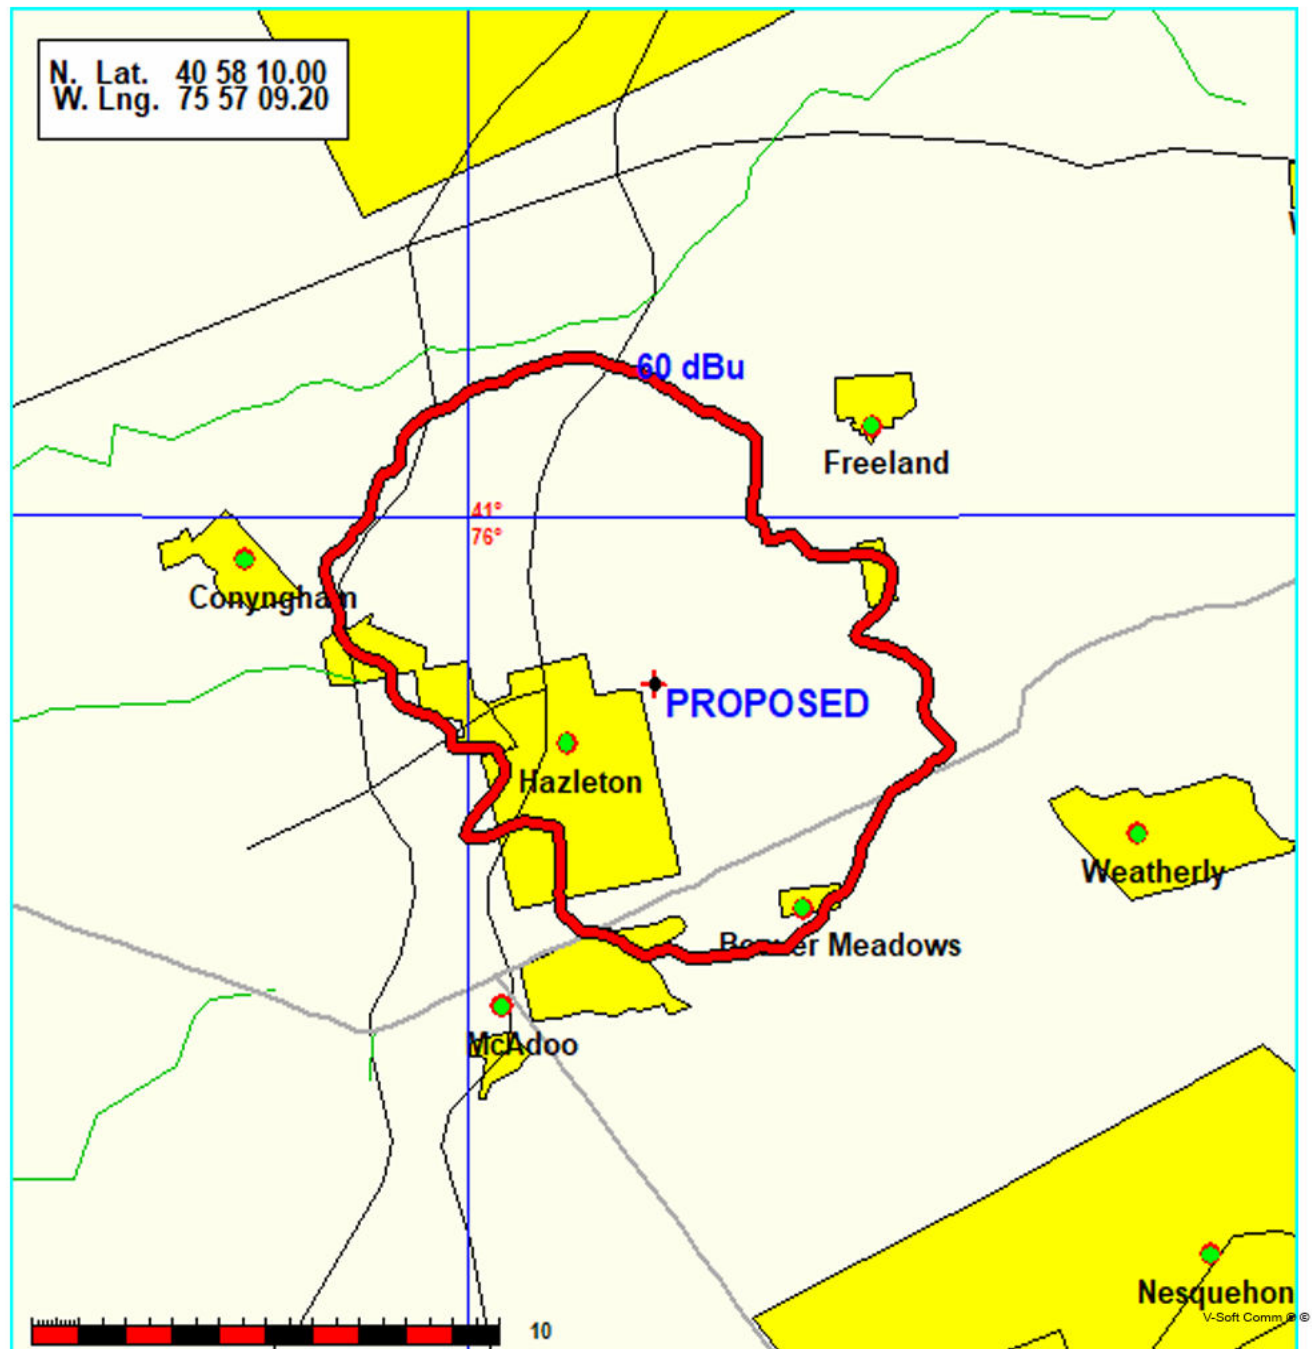 N. Lat. 40 58 10.00
W. Lng. 75 57 09.20
60 dBu
Freeland
41°
76°
Conyngham
PROPOSED
Hazleton
Weatherly
Meadows
McAdoo
Nesquehon
V-Soft Comm ® ©
10